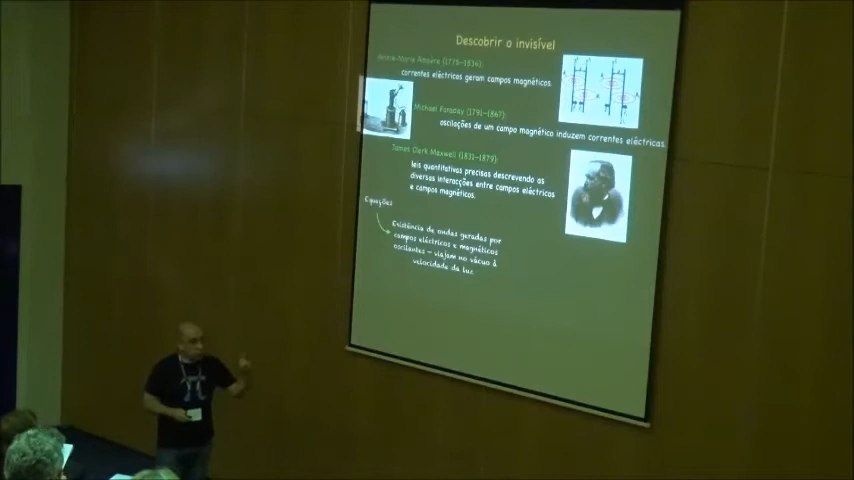 Descobrir o invisível
André-Marie Ampère (1775-1836):
correntes eléctricas geram campos magnéticos.
Michael Faraday (1791-1867):
oscilações de um campo magnético induzem correntes eléctricas.
James Clerk Maxwell (1831-1879):
leis quantitativas precisas descrevendo as
diversas interacções entre campos eléctricos
e campos magnéticos.
Equações
Existência de ondas geradas por
campos eléctricos e magnéticos
oscilantes - viajam no vácuo à
velocidade da luz
π